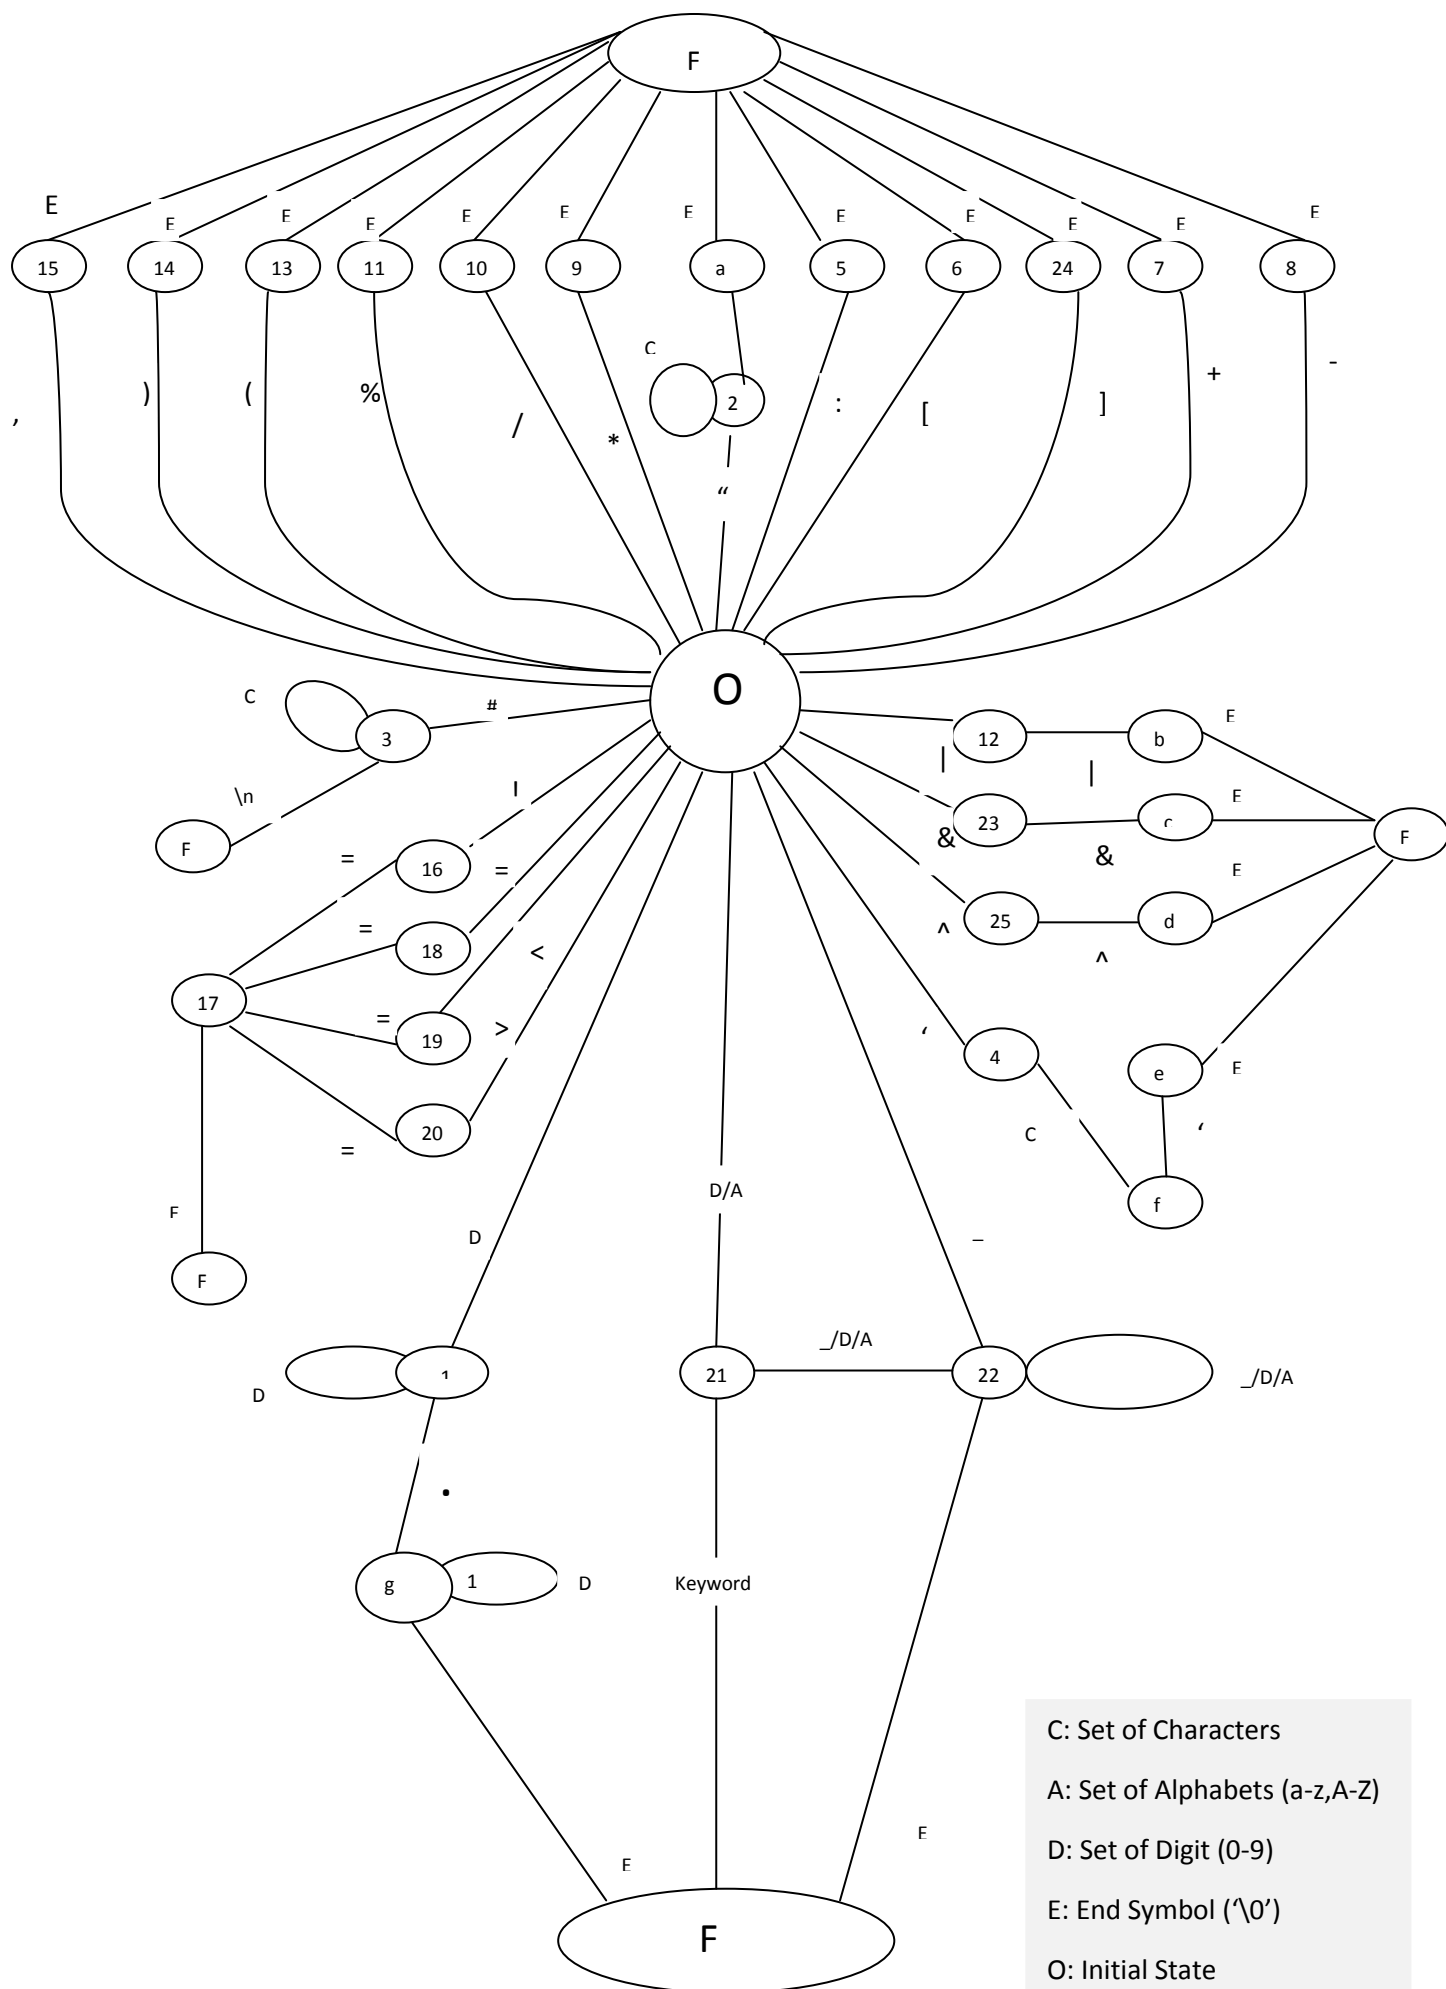 F
E E E E E E E E E E E E
15 14 13 11 10 9 a 5 6 24 7 8
C
2
, ) ( % / * “ : [ ] + -
O
C # 3
12 b E
| |
\n F
23 c E F
& &
= 16 =
= 18
25 d E
^ ^
<
17
= 19 >
‘ 4 e E
20
=
C ‘
D/A
f
F
D _
F
_/D/A
D 1 21 22 _/D/A
.
g 1 D Keyword
C: Set of Characters
A: Set of Alphabets (a-z,A-Z)
E
D: Set of Digit (0-9)
E
E: End Symbol (‘\0’)
F
O: Initial State